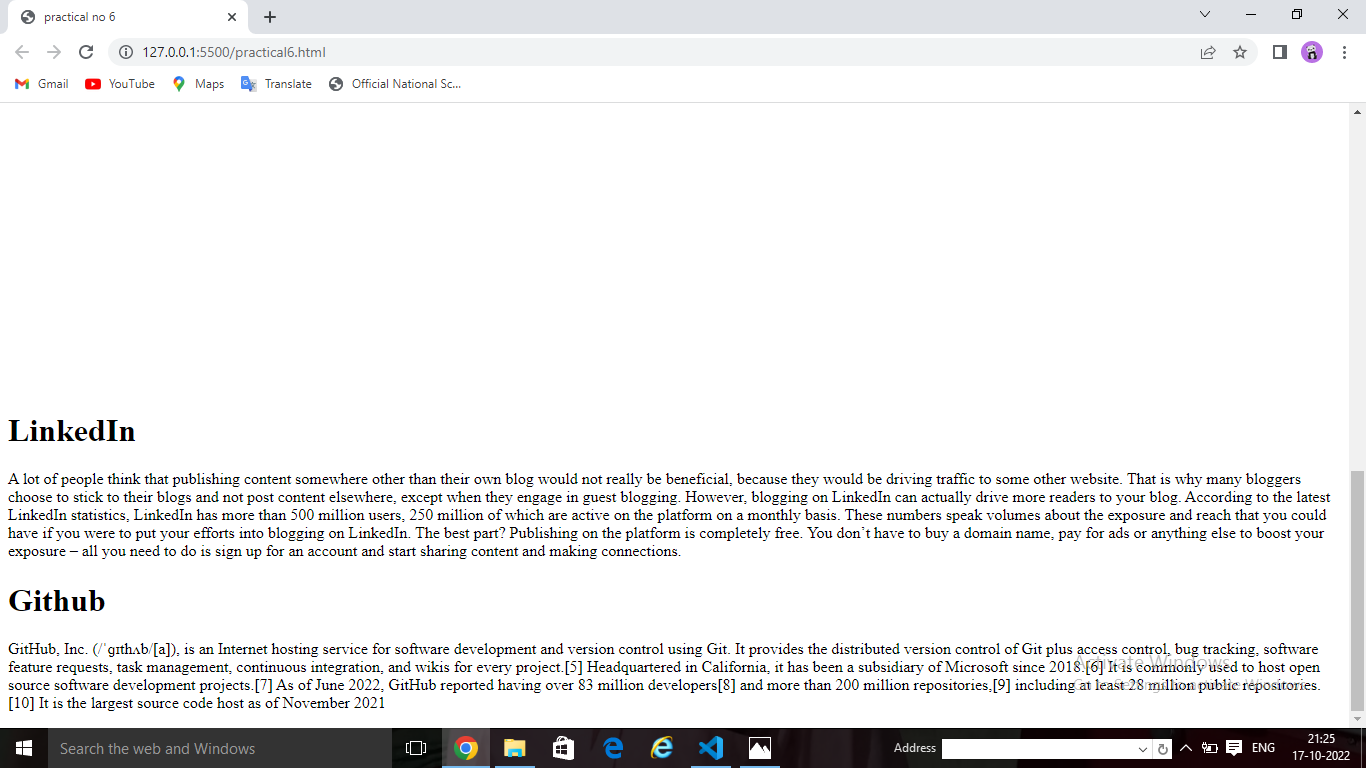 practical no 6
127.0.0.1:5500/practical6.html
Gmail YouTube Maps Translate Official National Sc...
LinkedIn
A lot of people think that publishing content somewhere other than their own blog would not really be beneficial, because they would be driving traffic to some other website. That is why many bloggers
choose to stick to their blogs and not post content elsewhere, except when they engage in guest blogging. However, blogging on LinkedIn can actually drive more readers to your blog. According to the latest
LinkedIn statistics, LinkedIn has more than 500 million users, 250 million of which are active on the platform on a monthly basis. These numbers speak volumes about the exposure and reach that you could
have if you were to put your efforts into blogging on LinkedIn. The best part? Publishing on the platform is completely free. You don’t have to buy a domain name, pay for ads or anything else to boost your
exposure – all you need to do is sign up for an account and start sharing content and making connections.
Github
GitHub, Inc. (/ˈɡɪthʌb/[a]), is an Internet hosting service for software development and version control using Git. It provides the distributed version control of Git plus access control, bug tracking, software
feature requests, task management, continuous integration, and wikis for every project.[5] Headquartered in California, it has been a subsidiary of Microsoft since 2018.[6] It is commonly used to host open
source software development projects.[7] As of June 2022, GitHub reported having over 83 million developers[8] and more than 200 million repositories,[9] including at least 28 million public repositories.
[10] It is the largest source code host as of November 2021
Activate Windows
Go to Settings to activate Windows.
Search the web and Windows
Address
ENG
21:25
17-10-2022